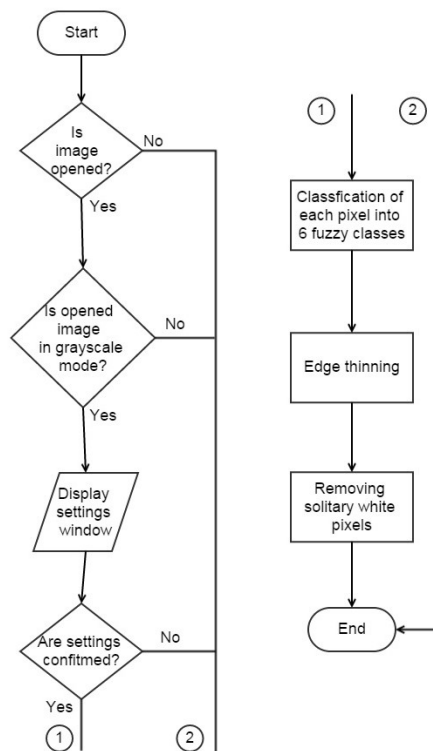 Start
Is
image
opened?
No
Yes
Is opened
image
in grayscale
mode?
No
Yes
Display
settings
window
Are settings
confitmed?
No
Yes
1
2
1
2
Classfication of
each pixel into
6 fuzzy classes
Edge thinning
Removing
solitary white
pixels
End